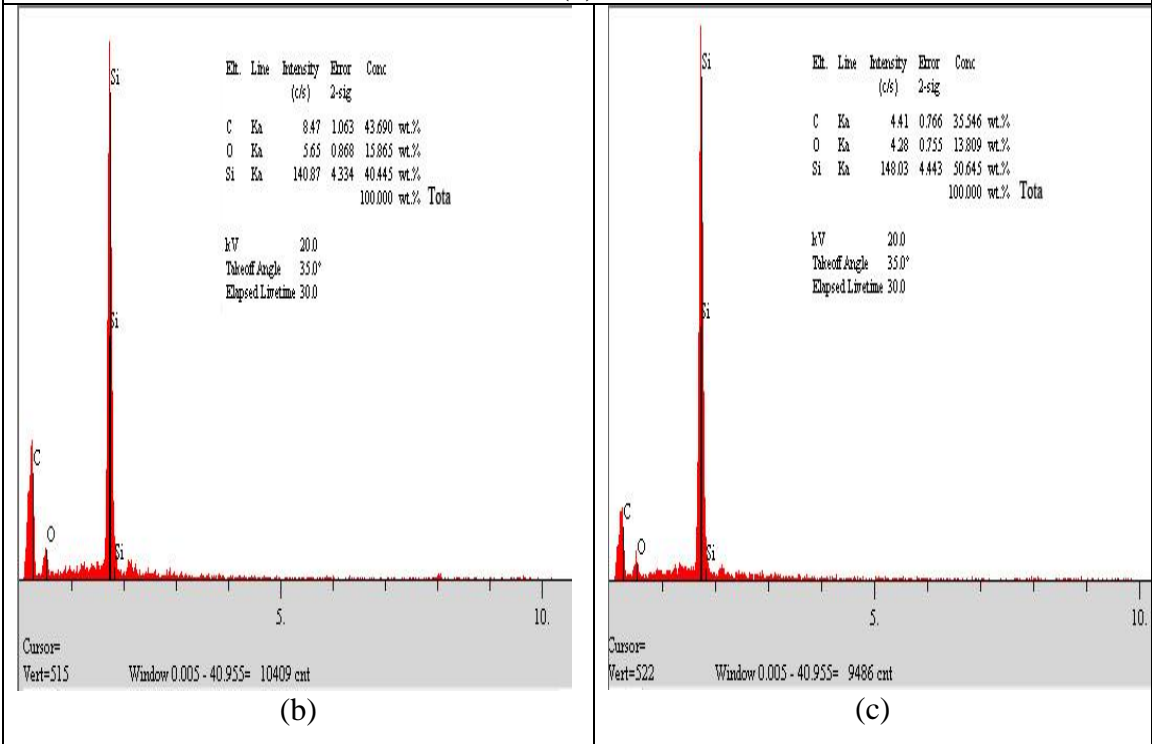 Si
Elt. Line Intensity Error Conc
(c/s) 2-sig
C Ka 8.47 1.063 43.690 wt.%
O Ka 5.65 0.868 15.865 wt.%
Si Ka 140.87 4.334 40.445 wt.%
100.000 wt.% Tota
kV 20.0
Takeoff Angle 35.0°
Elapsed Livetime 30.0
Si
C
O
Si
5.
10.
Cursor=
Vert=515 Window 0.005 - 40.955= 10409 cnt
(b)
Si
Elt. Line Intensity Error Conc
(c/s) 2-sig
C Ka 4.41 0.766 35.546 wt.%
O Ka 4.28 0.755 13.809 wt.%
Si Ka 148.03 4.443 50.645 wt.%
100.000 wt.% Tota
kV 20.0
Takeoff Angle 35.0°
Elapsed Livetime 30.0
Si
C
O
Si
5.
10.
Cursor=
Vert=522 Window 0.005 - 40.955= 9486 cnt
(c)